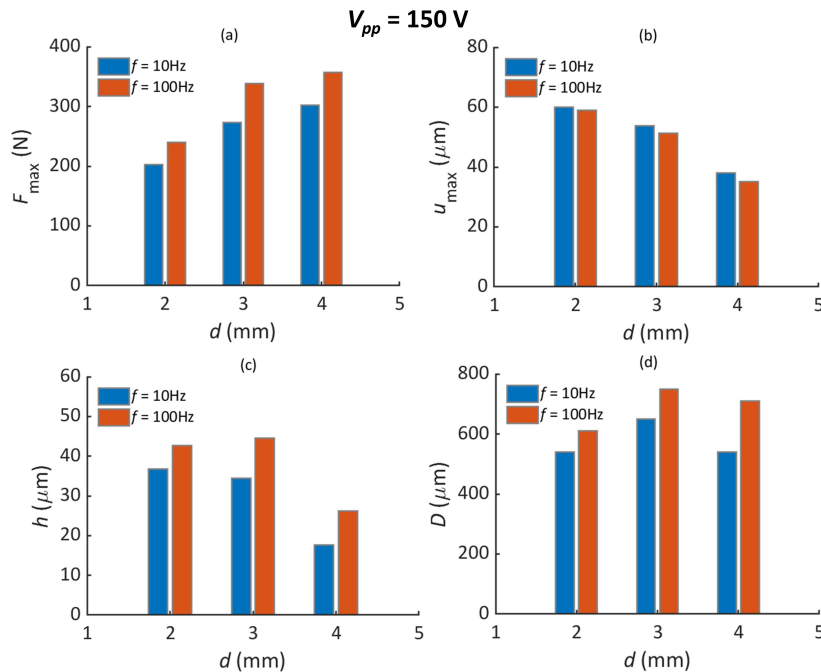 V_pp = 150 V
(a)
400
300
200
100
0
1 2 3 4 5
d (mm)
F_max (N)
f = 10Hz
f = 100Hz
(b)
80
60
40
20
0
1 2 3 4 5
d (mm)
u_max (μm)
f = 10Hz
f = 100Hz
(c)
60
50
40
30
20
10
0
1 2 3 4 5
d (mm)
h (μm)
f = 10Hz
f = 100Hz
(d)
800
600
400
200
0
1 2 3 4 5
d (mm)
D (μm)
f = 10Hz
f = 100Hz